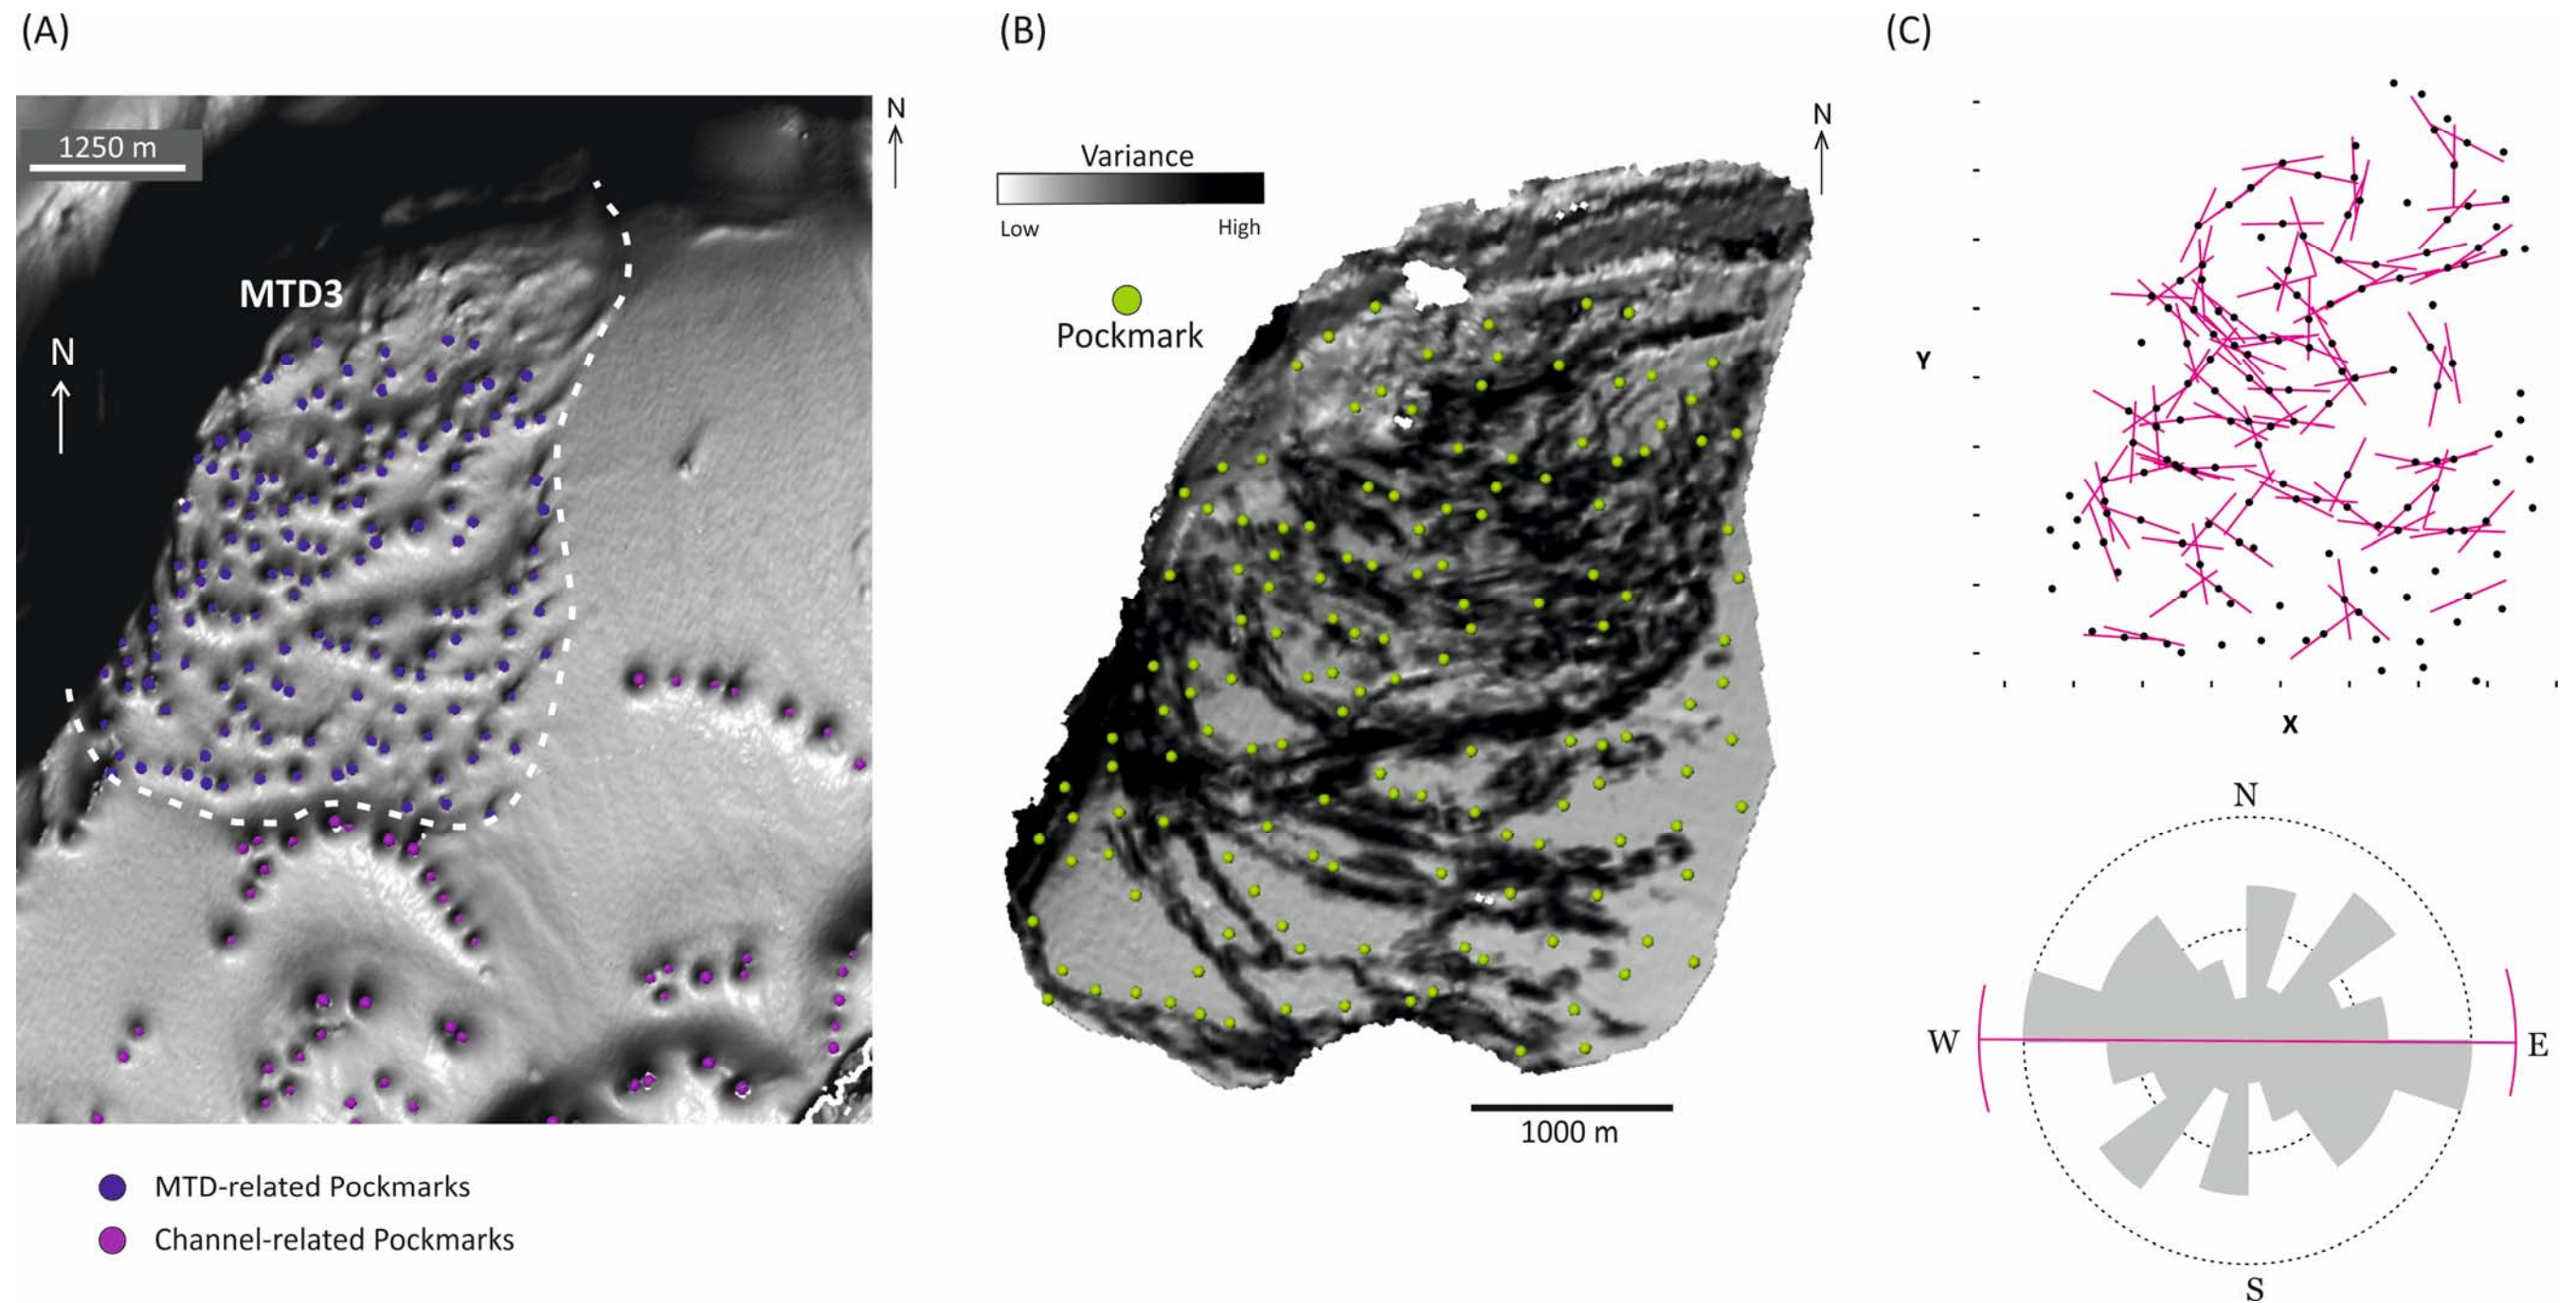 (A)
1250 m
N
MTD3
N
MTD-related Pockmarks
Channel-related Pockmarks
(B)
Variance
Low
High
Pockmark
N
1000 m
(C)
Y
X
N
W
E
S